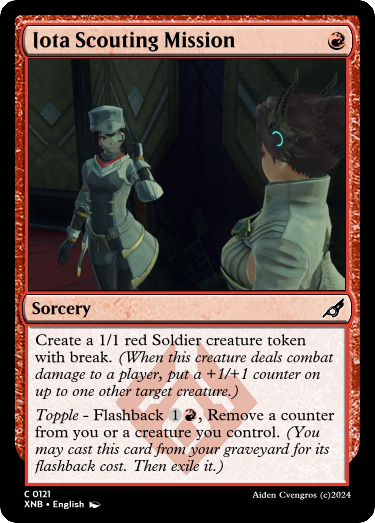 Iota Scouting Mission
Sorcery
Create a 1/1 red Soldier creature token
with break. (When this creature deals combat
damage to a player, put a +1/+1 counter on
up to one other target creature.)
Topple - Flashback 1, Remove a counter
from you or a creature you control. (You
may cast this card from your graveyard for its
flashback cost. Then exile it.)
C 0121
XNB • English
Aiden Cvengros (c)2024